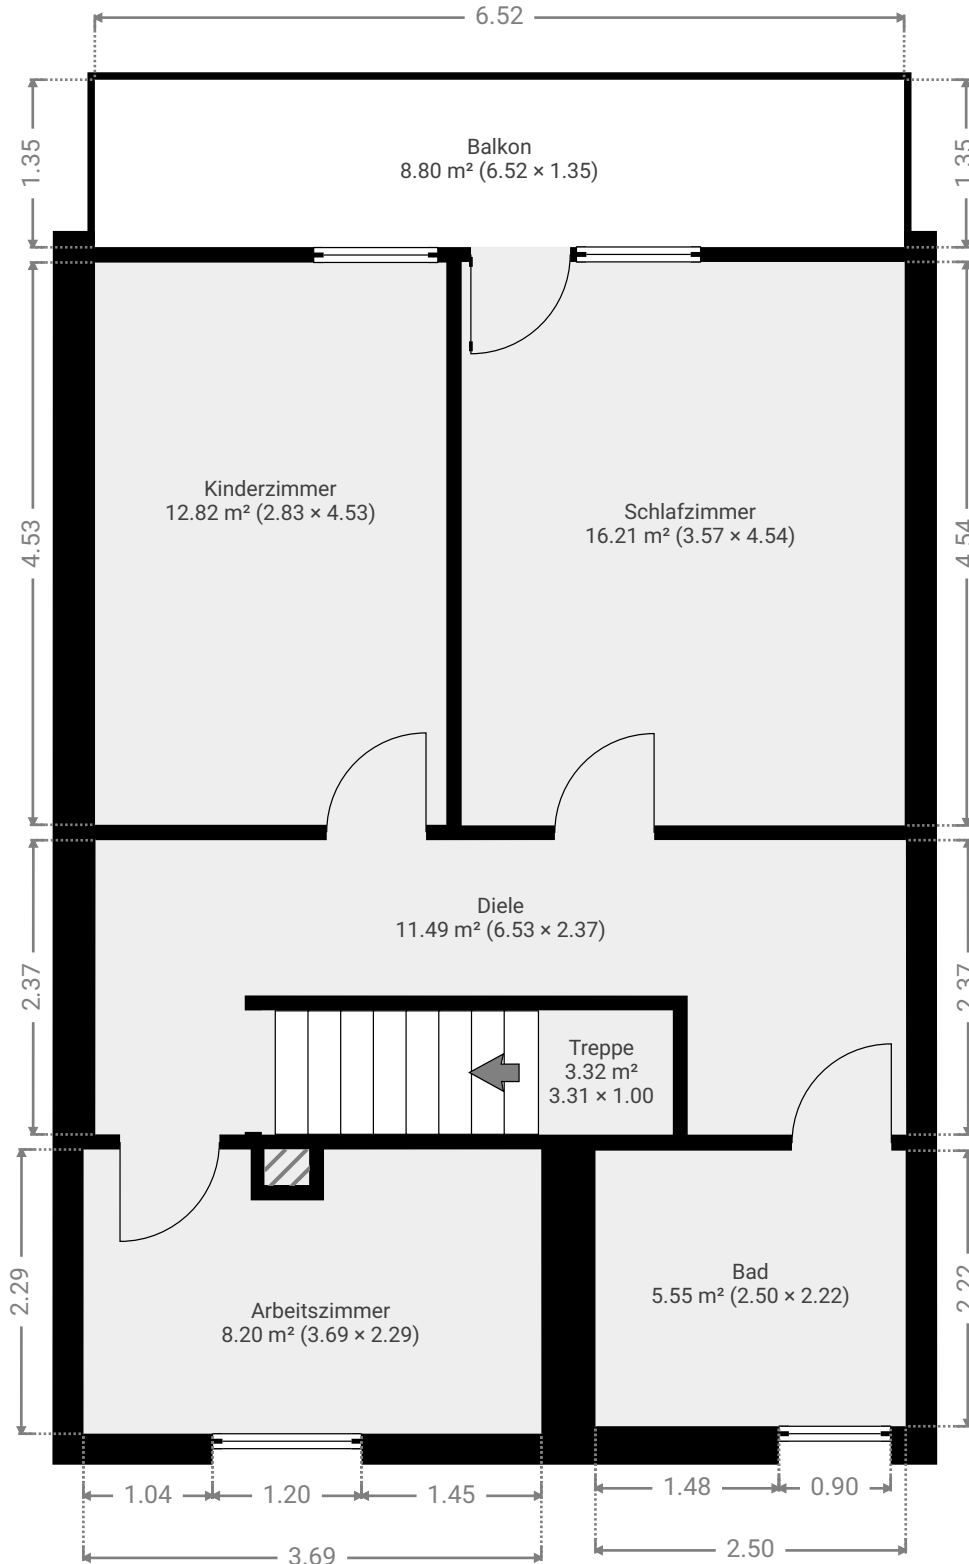 6.52
1.35
1.35
Balkon
8.80 m² (6.52 × 1.35)
4.53
4.54
Kinderzimmer
12.82 m² (2.83 × 4.53)
Schlafzimmer
16.21 m² (3.57 × 4.54)
2.37
2.37
Diele
11.49 m² (6.53 × 2.37)
Treppe
3.32 m²
3.31 × 1.00
2.29
2.22
Bad
5.55 m² (2.50 × 2.22)
Arbeitszimmer
8.20 m² (3.69 × 2.29)
1.04
1.20
1.45
1.48
0.90
3.69
2.50